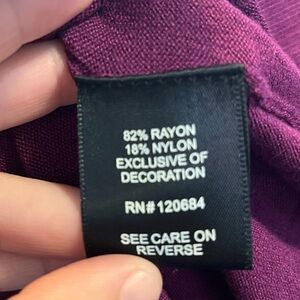 82% RAYON
18% NYLON
EXCLUSIVE OF
DECORATION
RN# 120684
SEE CARE ON
REVERSE